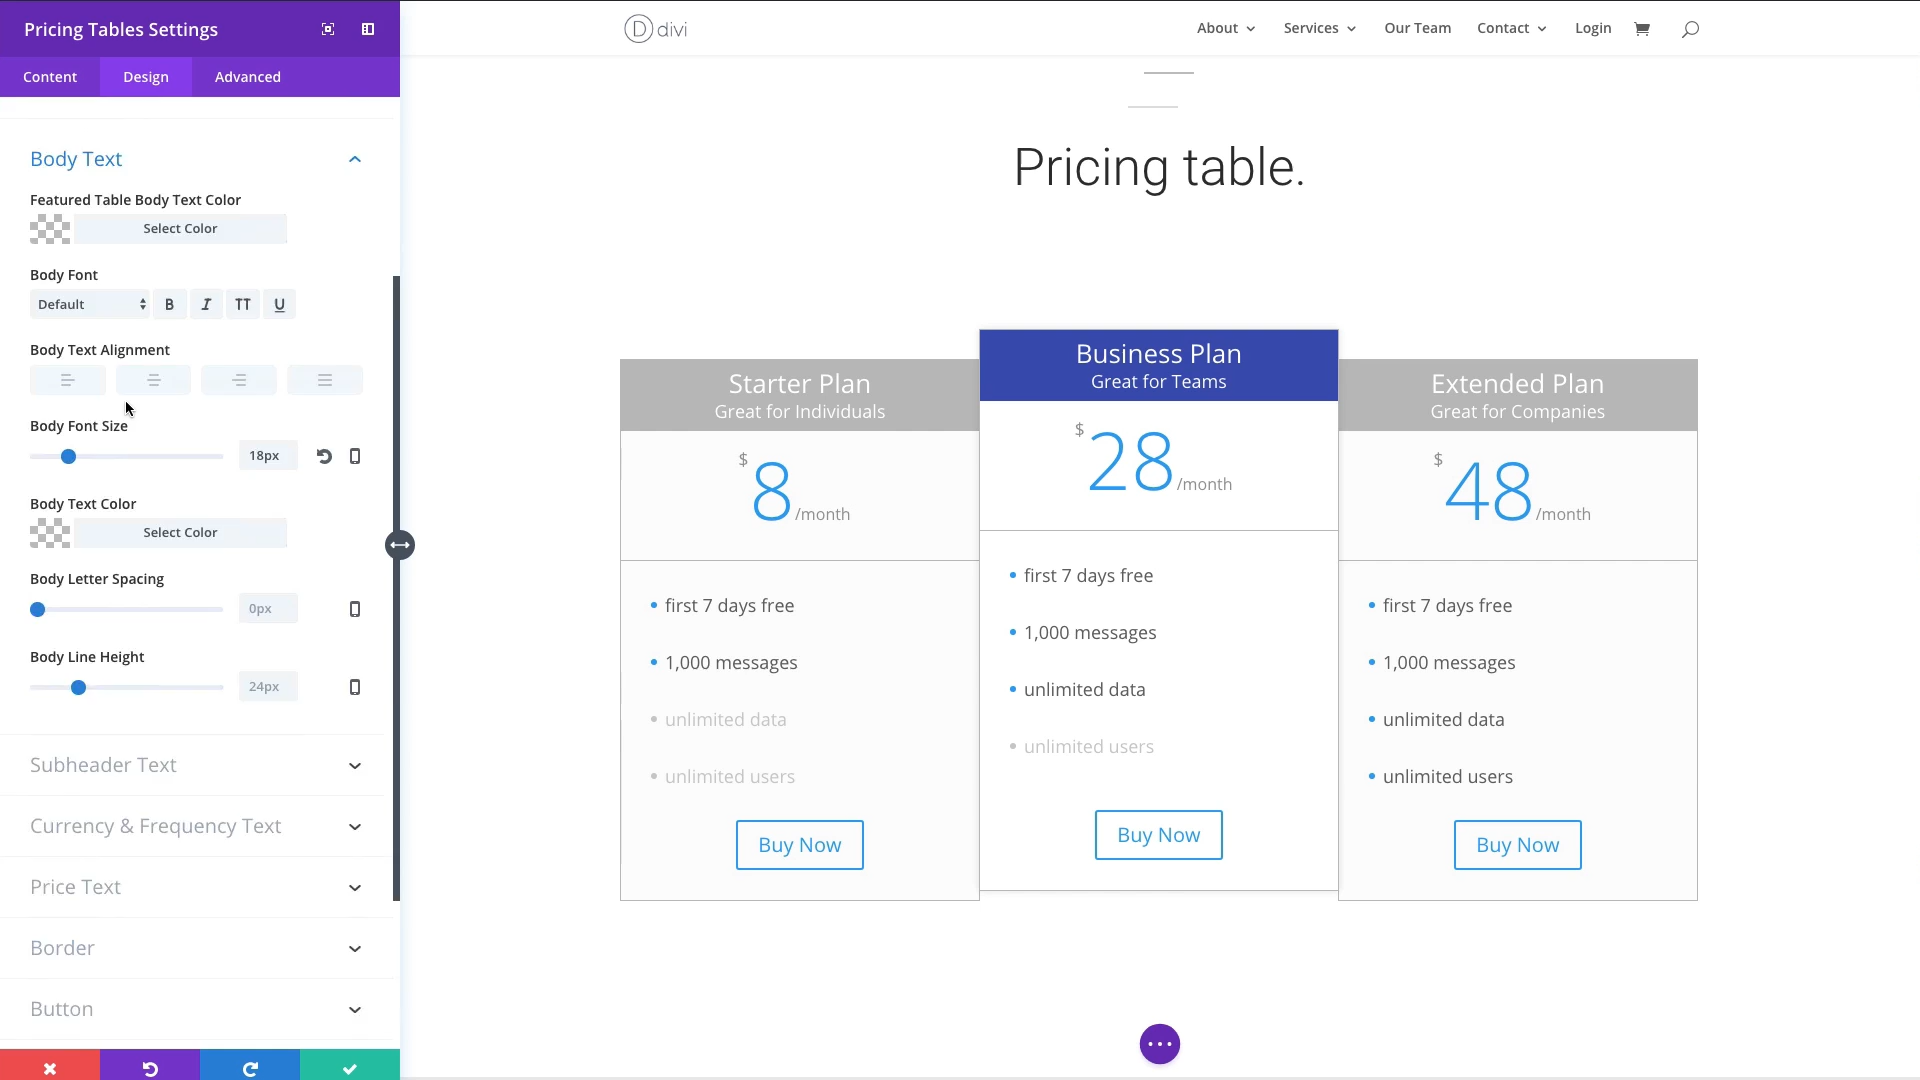 Pricing Tables Settings
Content Design Advanced
Body Text
Featured Table Body Text Color
Select Color
Body Font
Default B I TT U
Body Text Alignment
Body Font Size
18px
Body Text Color
Select Color
Body Letter Spacing
0px
Body Line Height
24px
Subheader Text
Currency & Frequency Text
Price Text
Border
Button
D divi
About Services Our Team Contact Login
Pricing table.
Starter Plan
Great for Individuals
$ 8 /month
first 7 days free
1,000 messages
unlimited data
unlimited users
Buy Now
Business Plan
Great for Teams
$ 28 /month
first 7 days free
1,000 messages
unlimited data
unlimited users
Buy Now
Extended Plan
Great for Companies
$ 48 /month
first 7 days free
1,000 messages
unlimited data
unlimited users
Buy Now